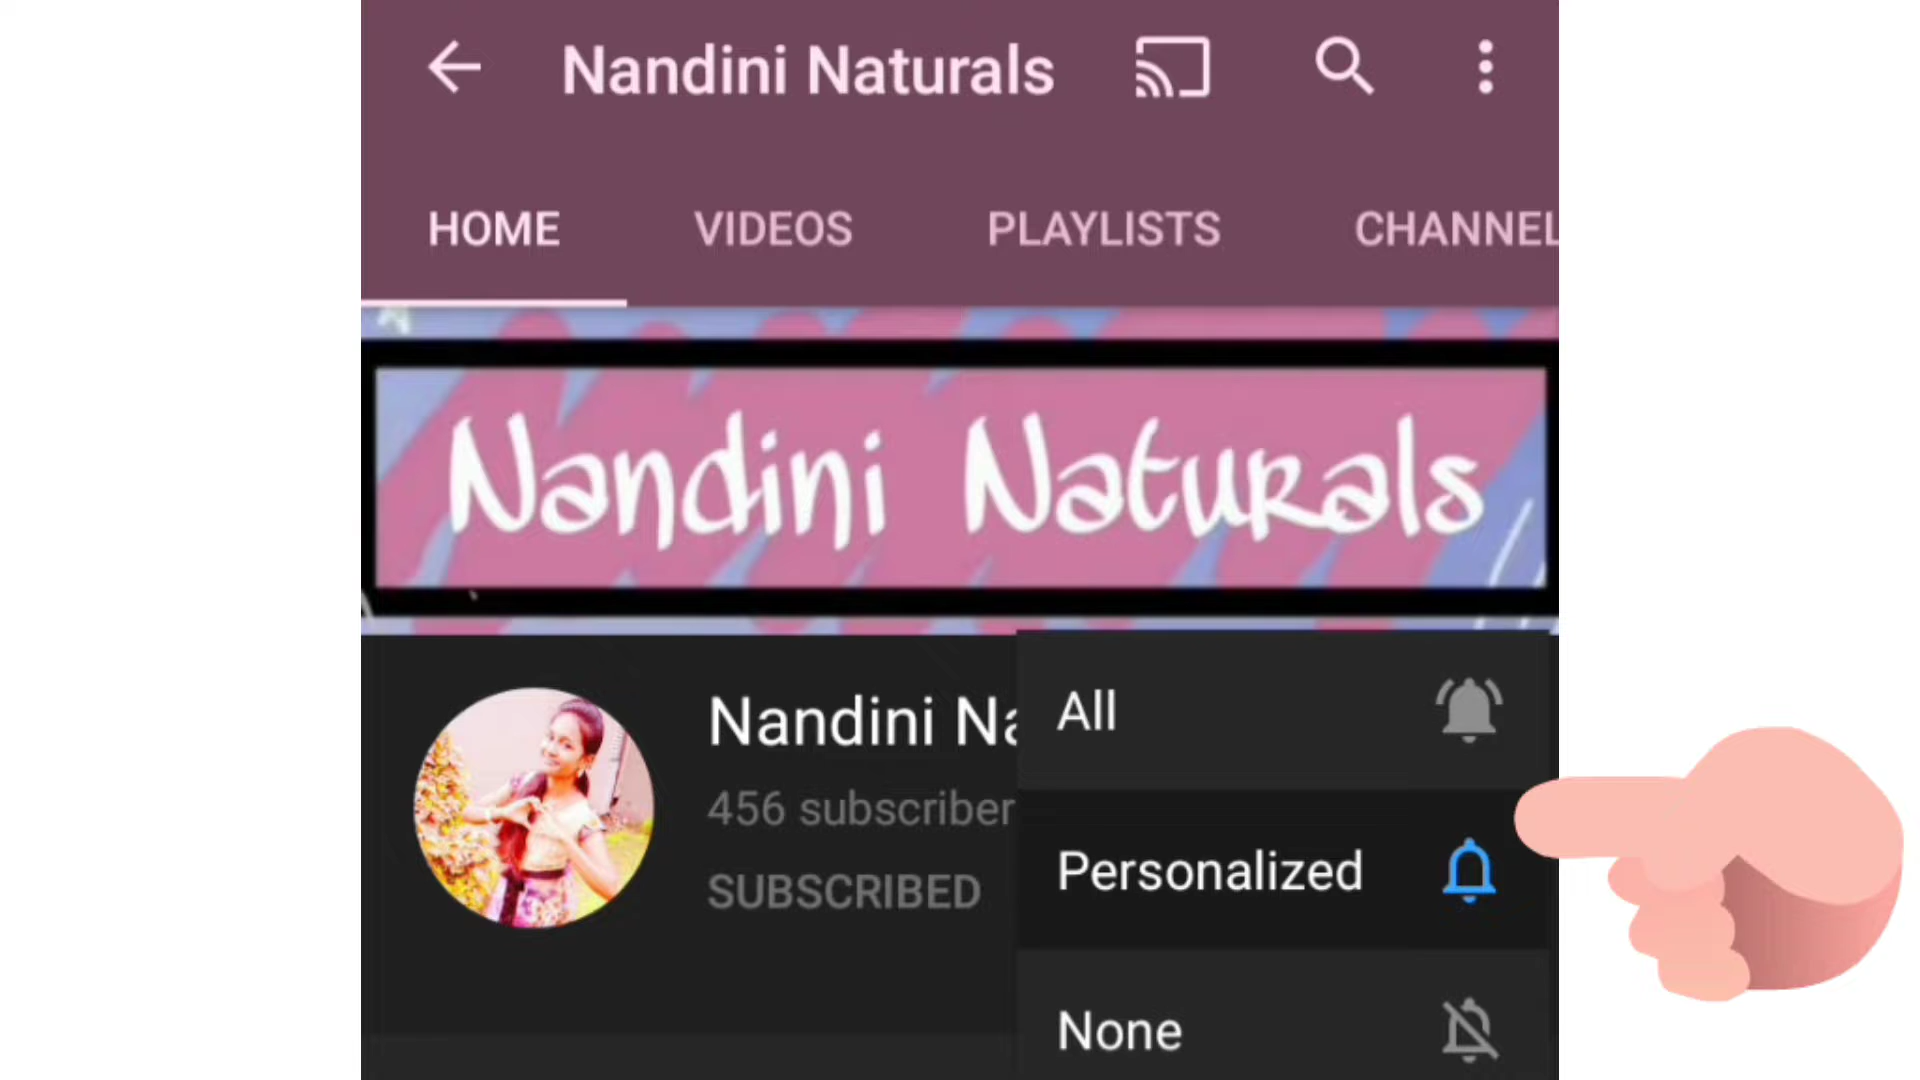 Nandini Naturals
HOME VIDEOS PLAYLISTS CHANNEL
Nandini Naturals
Nandini Na
456 subscriber
SUBSCRIBED
All
Personalized
None